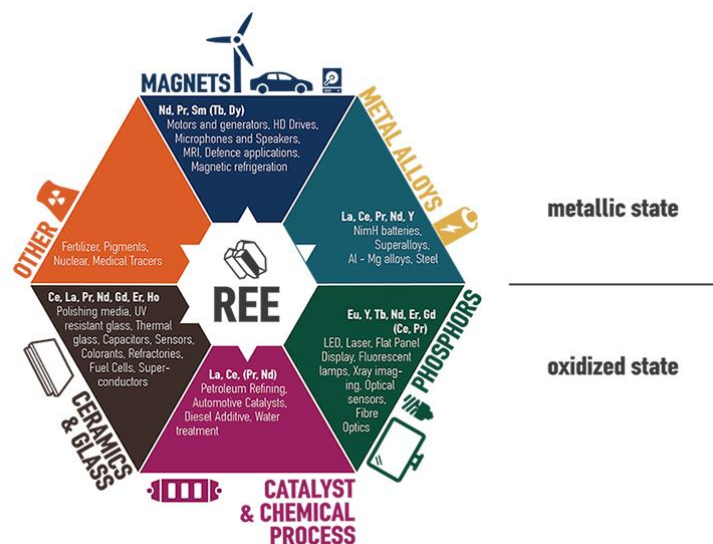 MAGNETS
Nd, Pr, Sm (Tb, Dy)
Motors and generators, HD Drives,
Microphones and Speakers,
MRI, Defence applications,
Magnetic refrigeration
METAL ALLOYS
La, Ce, Pr, Nd, Y
NimH batteries,
Superalloys,
Al - Mg alloys, Steel
metallic state
OTHER
Fertilizer, Pigments,
Nuclear, Medical Tracers
REE
Ce, La, Pr, Nd, Gd, Er, Ho
Polishing media, UV
resistant glass, Thermal
glass, Capacitors, Sensors,
Colorants, Refractories,
Fuel Cells, Super-
conductors
CERAMICS
& GLASS
La, Ce, (Pr, Nd)
Petroleum Refining,
Automotive Catalysts,
Diesel Additive, Water
treatment
CATALYST
& CHEMICAL
PROCESS
Eu, Y, Tb, Nd, Er, Gd
(Ce, Pr)
LED, Laser, Flat Panel
Display, Fluorescent
lamps, Xray imag-
ing, Optical
sensors,
Fibre
Optics
PHOSPHORS
oxidized state